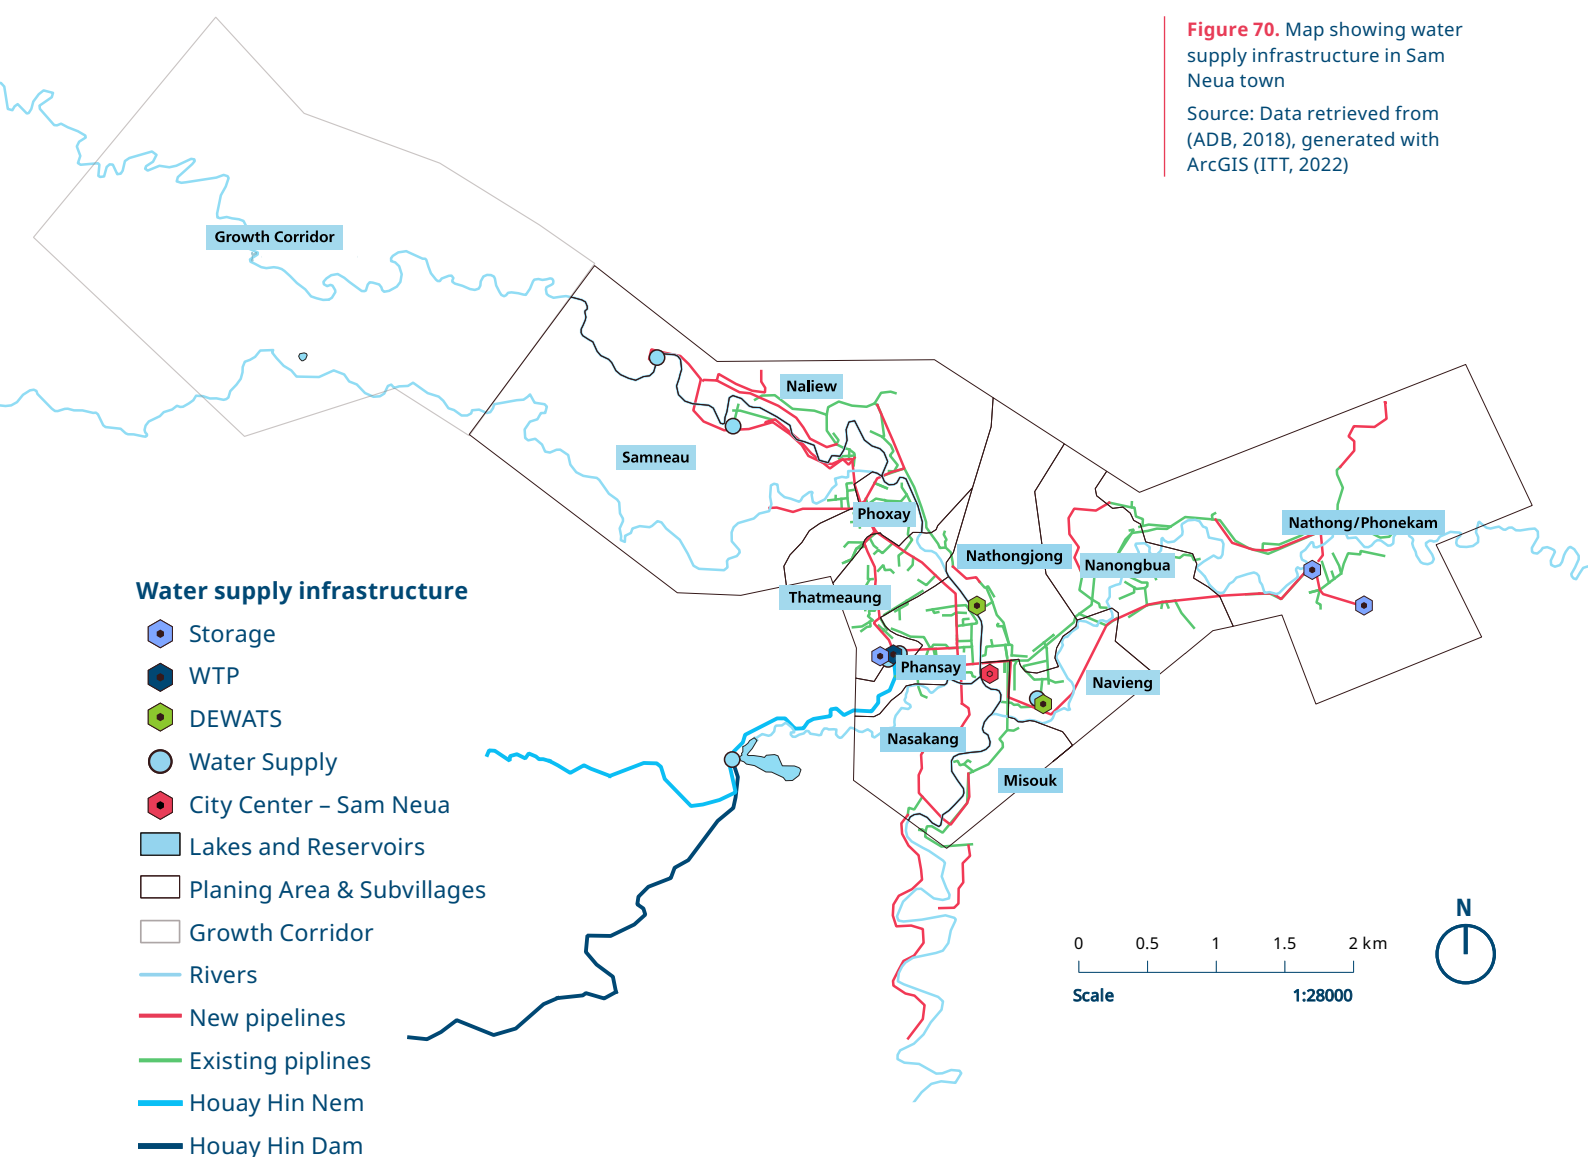 Figure 70. Map showing water
supply infrastructure in Sam
Neua town
Source: Data retrieved from
(ADB, 2018), generated with
ArcGIS (ITT, 2022)
Growth Corridor
Naliew
Samneau
Phoxay
Nathong/Phonekam
Nathongjong
Nanongbua
Thatmeaung
Phansay
Navieng
Nasakang
Misouk
Water supply infrastructure
Storage
WTP
DEWATS
Water Supply
City Center – Sam Neua
Lakes and Reservoirs
Planing Area & Subvillages
Growth Corridor
Rivers
New pipelines
Existing piplines
Houay Hin Nem
Houay Hin Dam
N
0 0.5 1 1.5 2 km
Scale 1:28000